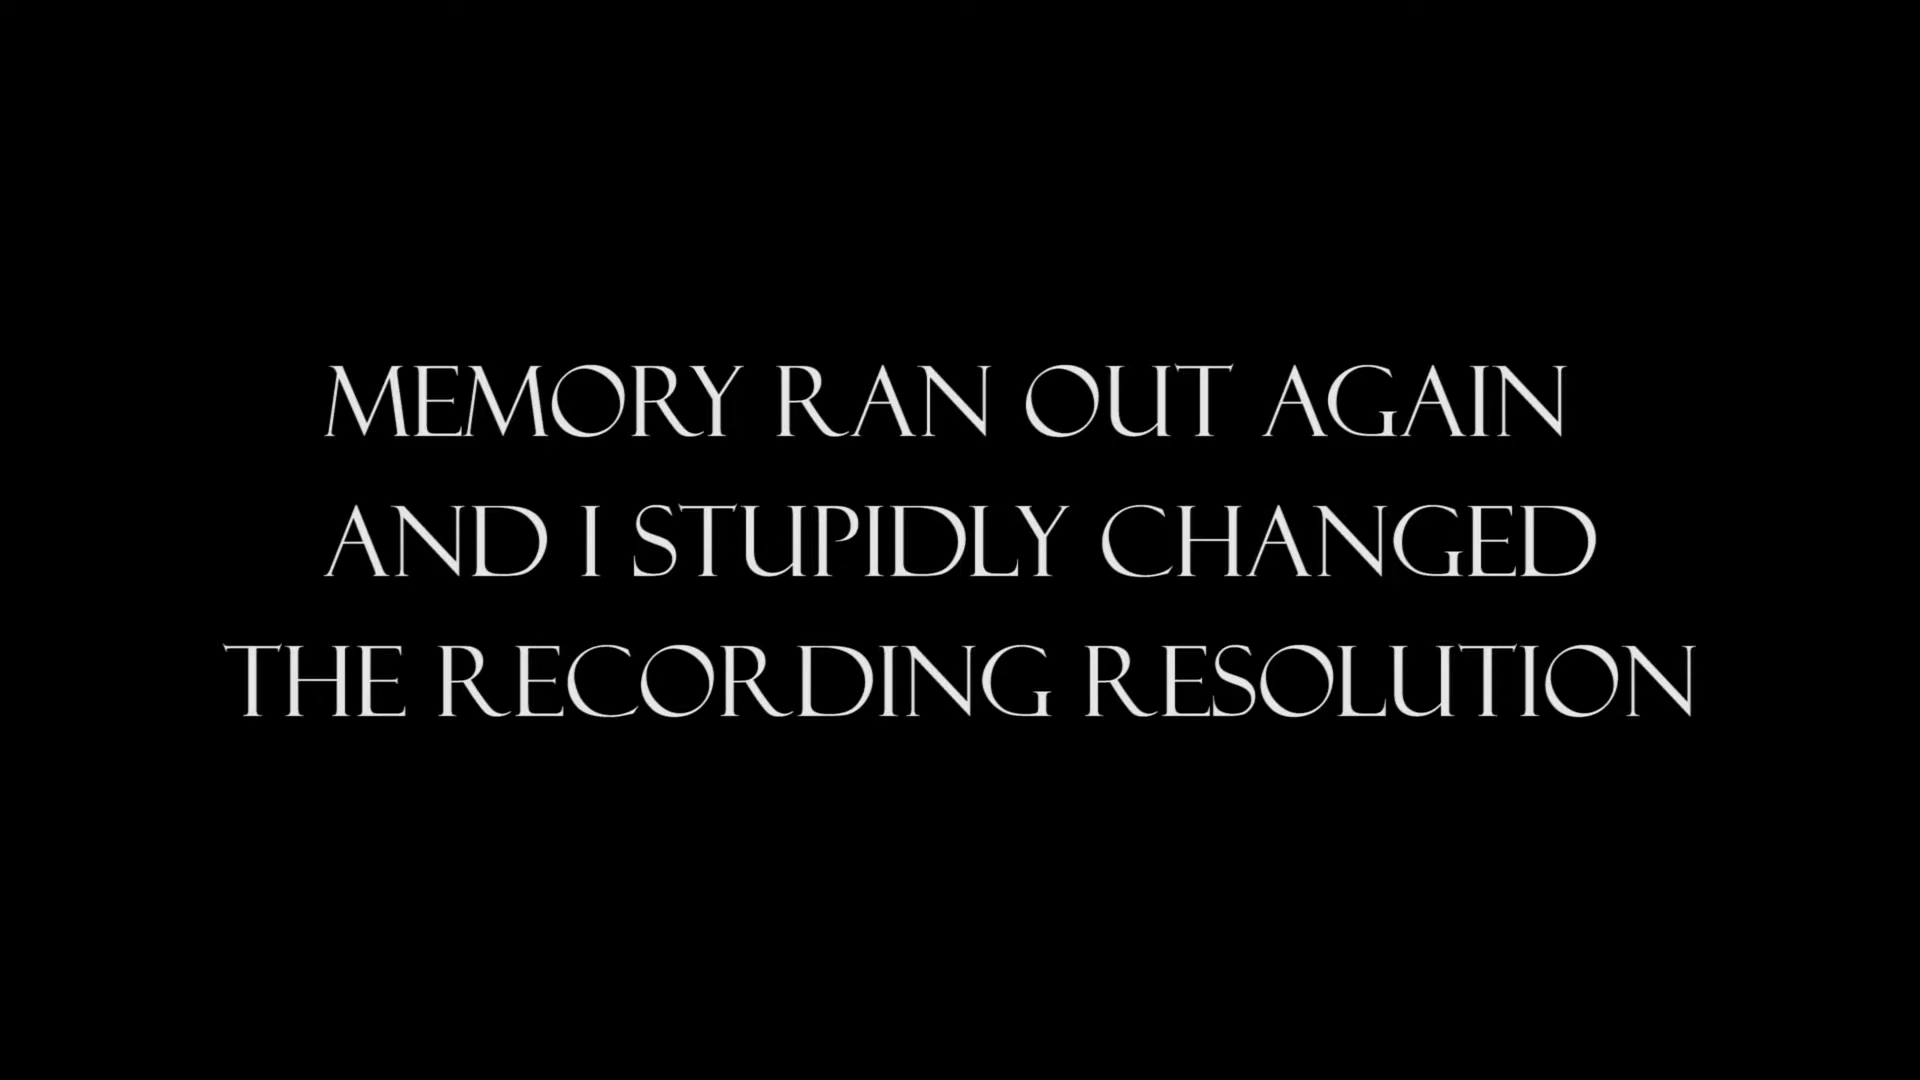 MEMORY RAN OUT AGAIN
AND I STUPIDLY CHANGED
THE RECORDING RESOLUTION